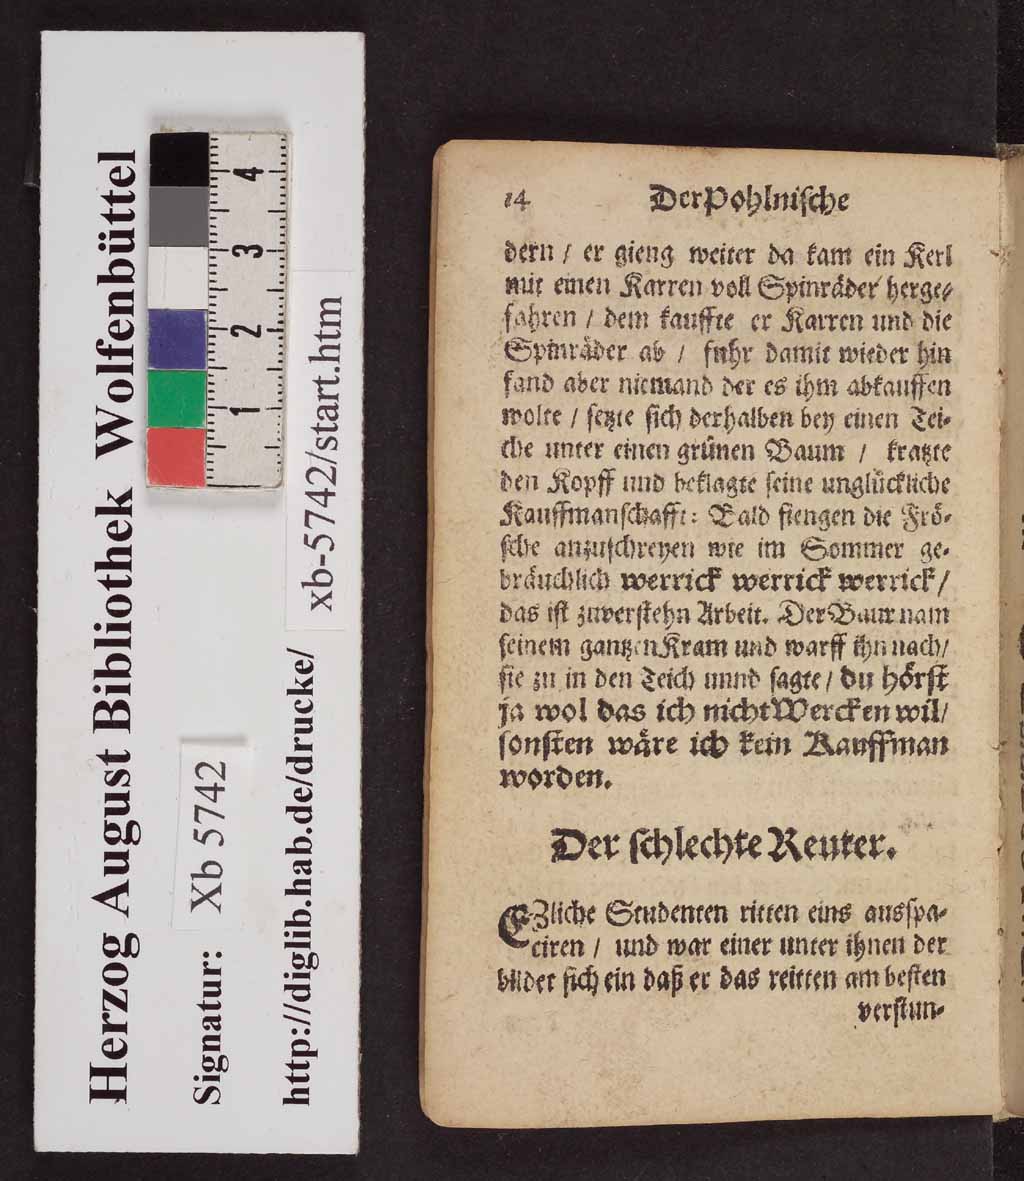 Herzog August Bibliothek Wolfenbüttel
Signatur: Xb 5742
http://diglib.hab.de/drucke/ xb-5742/start.htm
1 2 3 4
14 Der Pohlnische
dern / er gieng weiter da kam ein Kerl
mit einen Karren voll Spinräder herge-
fahren / dem kauffte er Karren und die
Spinräder ab / fuhr damit wieder hin
fand aber niemand der es ihm abkauffen
wolte / setzte sich derhalben bey einen Tei-
che unter einen grünen Baum / kratzte
den Kopff und beklagte seine unglückliche
Kauffmanschafft: Bald fiengen die Frö-
sche anzuschreyen wie im Sommer ge-
bräuchlich werrick werrick werrick /
das ist zuverstehn Arbeit. Der Baur nam
seinem gantzen Kram und warff ihn nach /
sie zu in den Teich unnd sagte / du hörst
ja wol das ich nicht Wercken wil /
sonsten wäre ich kein Kauffman
worden.
Der schlechte Reuter.
EZliche Studenten ritten eins ausspa-
ciren / und war einer unter ihnen der
bildet sich ein daß er das reitten am besten
verstun-